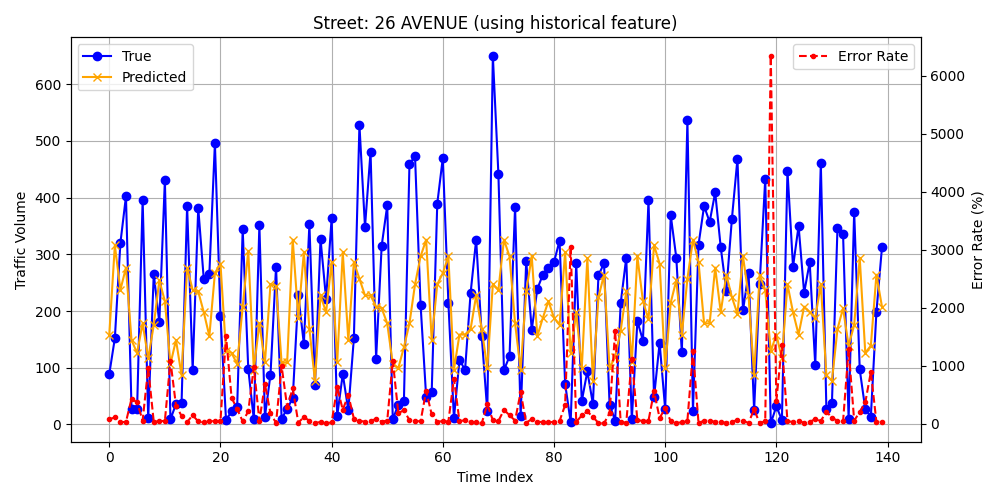 Street: 26 AVENUE (using historical feature)
True
Predicted
Error Rate
Traffic Volume
600
500
400
300
200
100
0
6000
5000
4000
3000
2000
1000
0
Error Rate (%)
0 20 40 60 80 100 120 140
Time Index